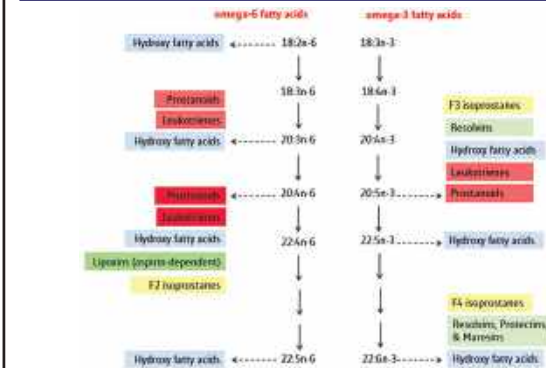 omega-6 fatty acids omega-3 fatty acids
Hydroxy fatty acids 18:2n-6 18:3n-3
18:3n-6 18:4n-3
Prostanoids
Leukotrienes
Hydroxy fatty acids 20:3n-6 20:4n-3
F3 isoprostanes
Resolvins
Hydroxy fatty acids
Leukotrienes
Prostanoids
Prostanoids 20:4n-6 20:5n-3
Leukotrienes
Hydroxy fatty acids 22:4n-6 22:5n-3 Hydroxy fatty acids
Lipoxins (aspirin-dependent)
F2 isoprostanes
F4 isoprostanes
Resolvins, Protectins,
& Maresins
Hydroxy fatty acids 22:5n-6 22:6n-3 Hydroxy fatty acids